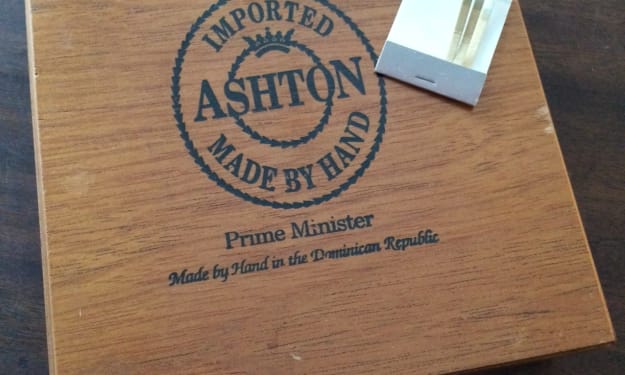 IMPORTED
ASHTON
MADE BY HAND
Prime Minister
Made by Hand in the Dominican Republic